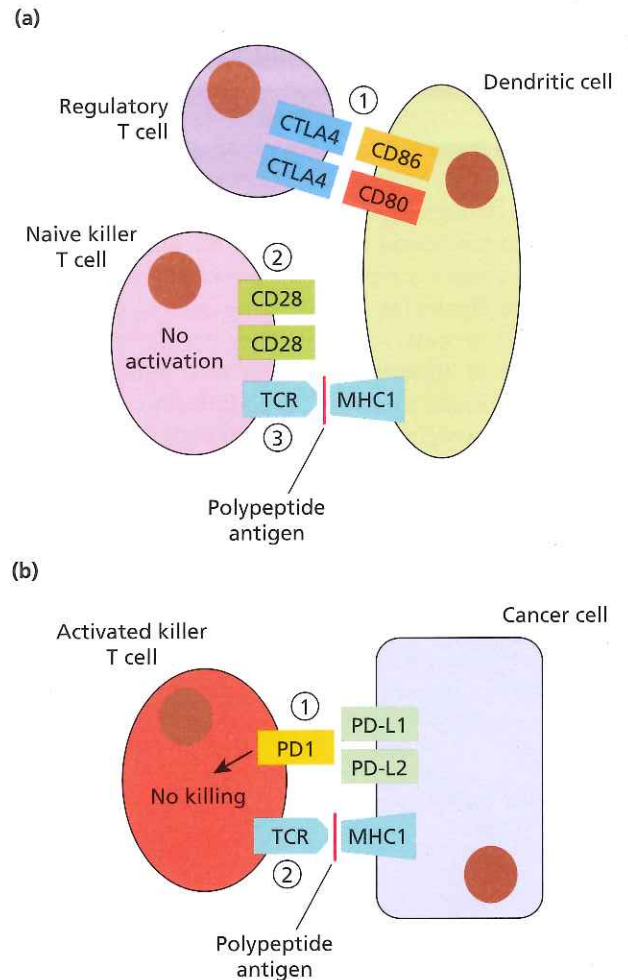 (a)
Regulatory
T cell
①
Dendritic cell
CTLA4
CD86
CTLA4
CD80
Naive killer
T cell
②
CD28
No
activation
CD28
TCR
MHC1
③
Polypeptide
antigen
(b)
Activated killer
T cell
Cancer cell
①
PD-L1
PD1
PD-L2
No killing
TCR
MHC1
②
Polypeptide
antigen